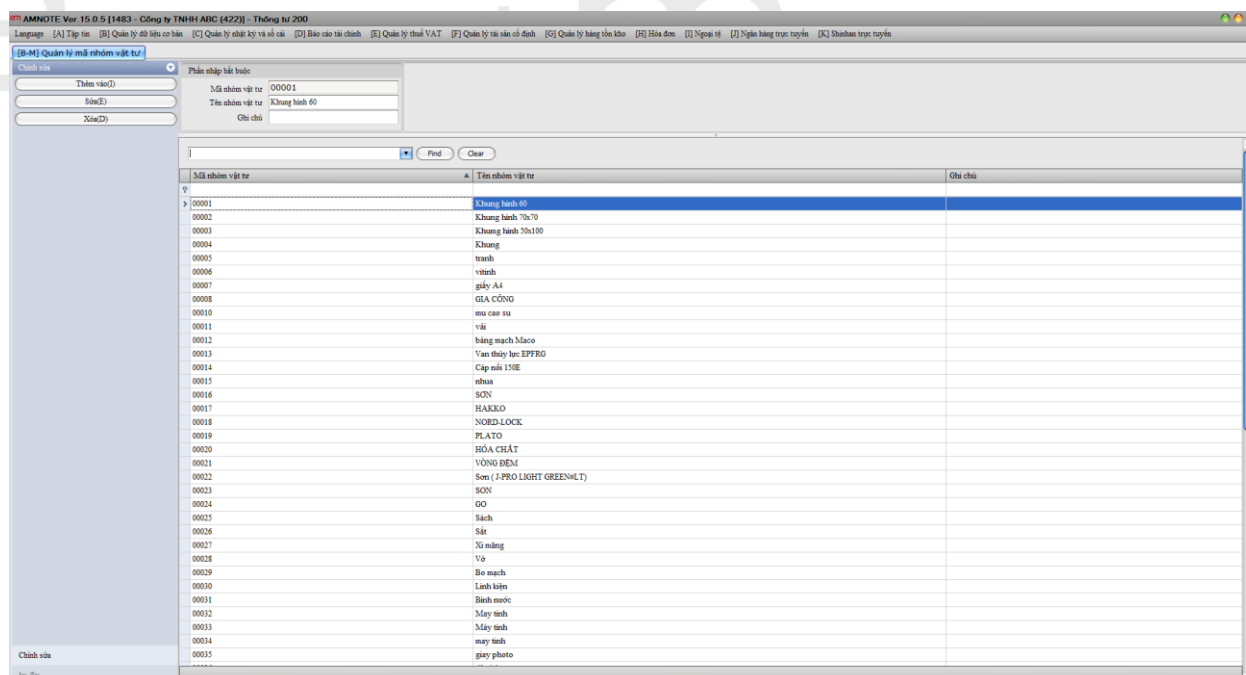 AMNOTE Ver. 15.0.5 [1483 - Công ty TNHH ABC (422)] - Thông tư 200
Language [A] Tập tin [B] Quản lý dữ liệu cơ bản [C] Quản lý nhật ký và sổ cái [D] Báo cáo tài chính [E] Quản lý thuế VAT [F] Quản lý tài sản cố định [G] Quản lý hàng tồn kho [H] Hóa đơn [I] Ngoại tệ [J] Ngân hàng trực tuyến [K] Shinhan trực tuyến
[B-M] Quản lý mã nhóm vật tư
Chỉnh sửa
Thêm vào(I)
Sửa(E)
Xóa(D)
Phần nhập bắt buộc
Mã nhóm vật tư 00001
Tên nhóm vật tư Khung hình 60
Ghi chú
Find Clear
Mã nhóm vật tư Tên nhóm vật tư Ghi chú
00001 Khung hình 60
00002 Khung hình 70x70
00003 Khung hình 50x100
00004 Khung
00005 tranh
00006 vitinh
00007 giấy A4
00008 GIA CÔNG
00010 mu cao su
00011 vải
00012 bảng mạch Maco
00013 Van thủy lực EPFRG
00014 Cáp nối 150E
00015 nhua
00016 SƠN
00017 HAKKO
00018 NORD-LOCK
00019 PLATO
00020 HÓA CHẤT
00021 VÒNG ĐỆM
00022 Sơn ( J-PRO LIGHT GREEN#LT)
00023 SON
00024 GO
00025 Sách
00026 Sắt
00027 Xi măng
00028 Vở
00029 Bo mạch
00030 Linh kiện
00031 Bình nước
00032 May tinh
00033 Máy tính
00034 may tinh
00035 giay photo
Chỉnh sửa